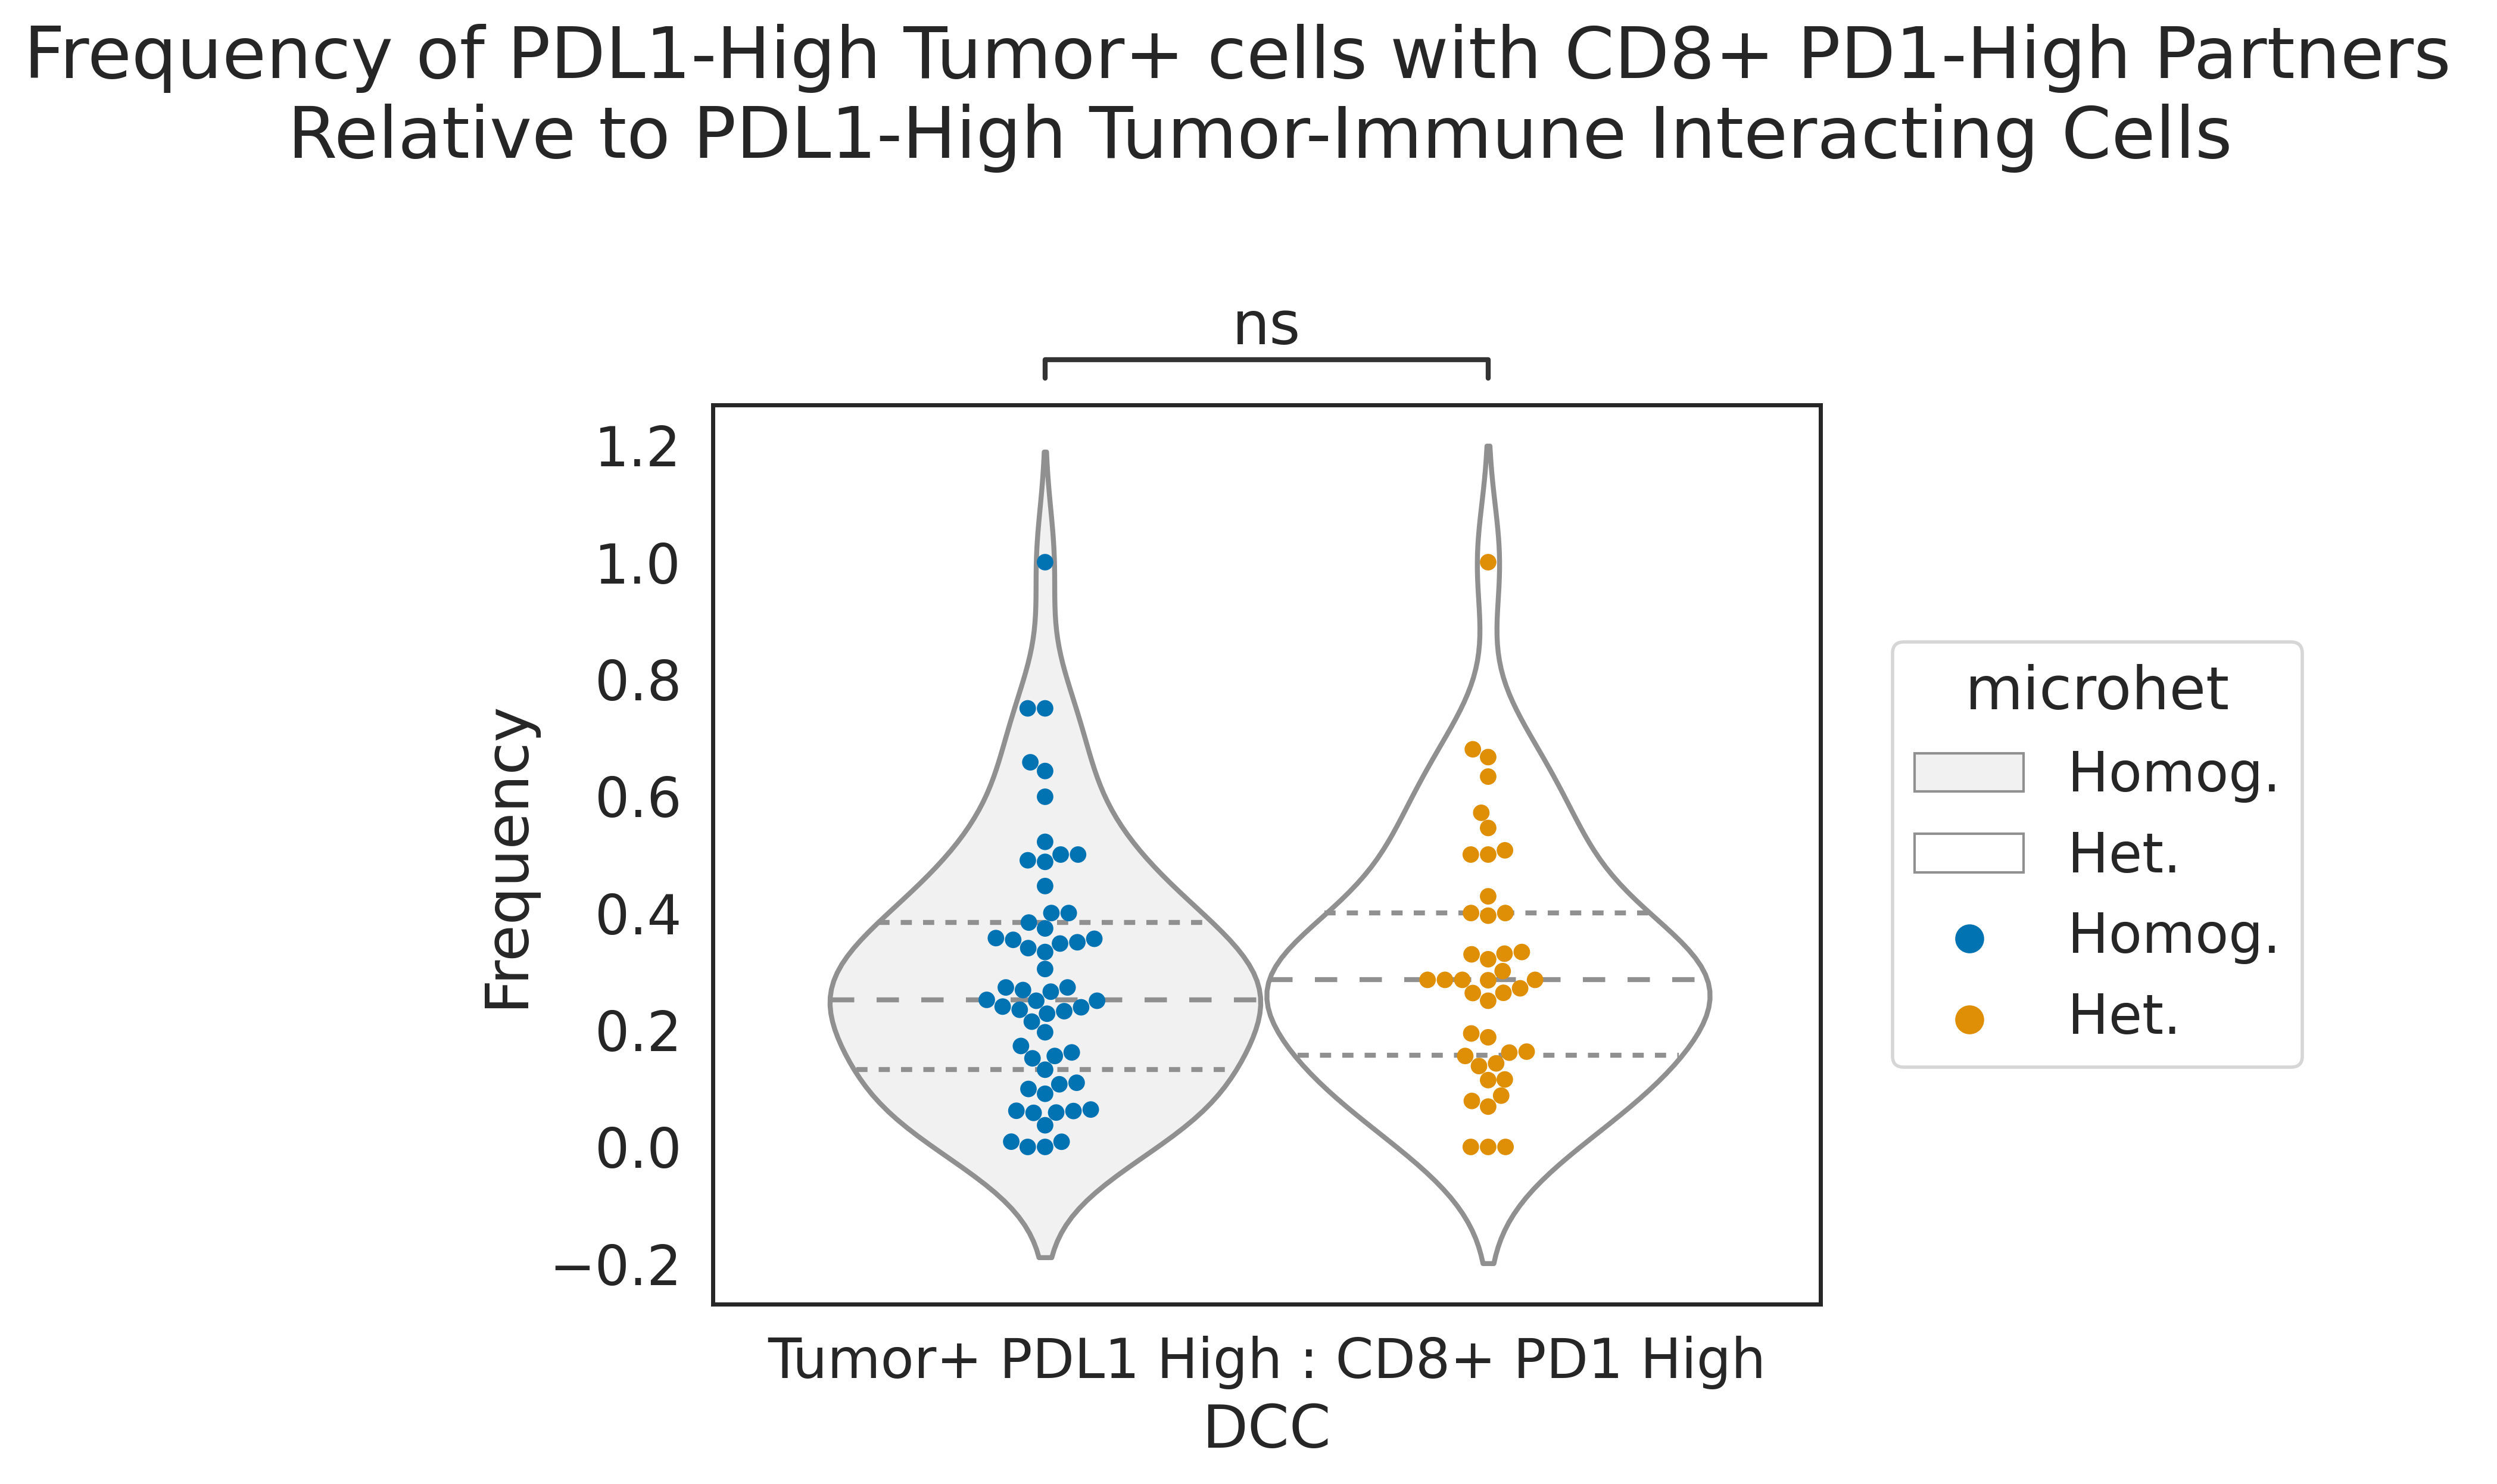 Frequency of PDL1-High Tumor+ cells with CD8+ PD1-High Partners
Relative to PDL1-High Tumor-Immune Interacting Cells
ns
1.2
1.0
0.8
0.6
0.4
0.2
0.0
−0.2
Frequency
Tumor+ PDL1 High : CD8+ PD1 High
DCC
microhet
Homog.
Het.
Homog.
Het.